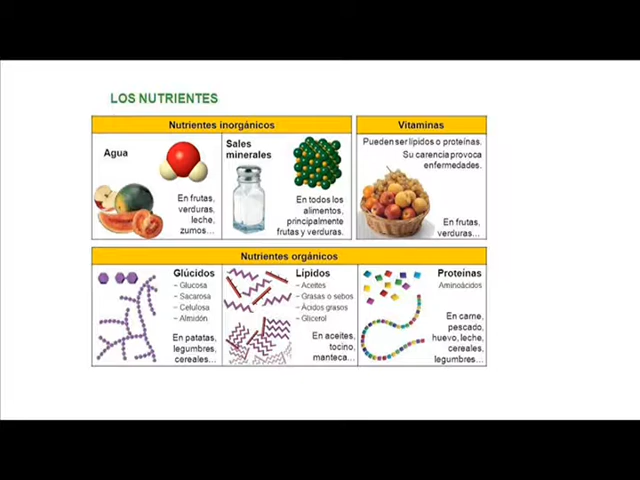 LOS NUTRIENTES
Nutrientes inorgánicos
Agua
En frutas,
verduras,
leche,
zumos...
Sales
minerales
En todos los
alimentos,
principalmente
frutas y verduras.
Vitaminas
Pueden ser lípidos o proteínas.
Su carencia provoca
enfermedades.
En frutas,
verduras...
Nutrientes orgánicos
Glúcidos
– Glucosa
– Sacarosa
– Celulosa
– Almidón
En patatas,
legumbres,
cereales...
Lípidos
– Aceites
– Grasas o sebos
– Ácidos grasos
– Glicerol
En aceites,
tocino,
manteca...
Proteínas
Aminoácidos
En carne,
pescado,
huevo, leche,
cereales,
legumbres...